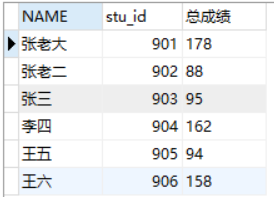 NAME stu_id 总成绩
张老大 901 178
张老二 902 88
张三 903 95
李四 904 162
王五 905 94
王六 906 158